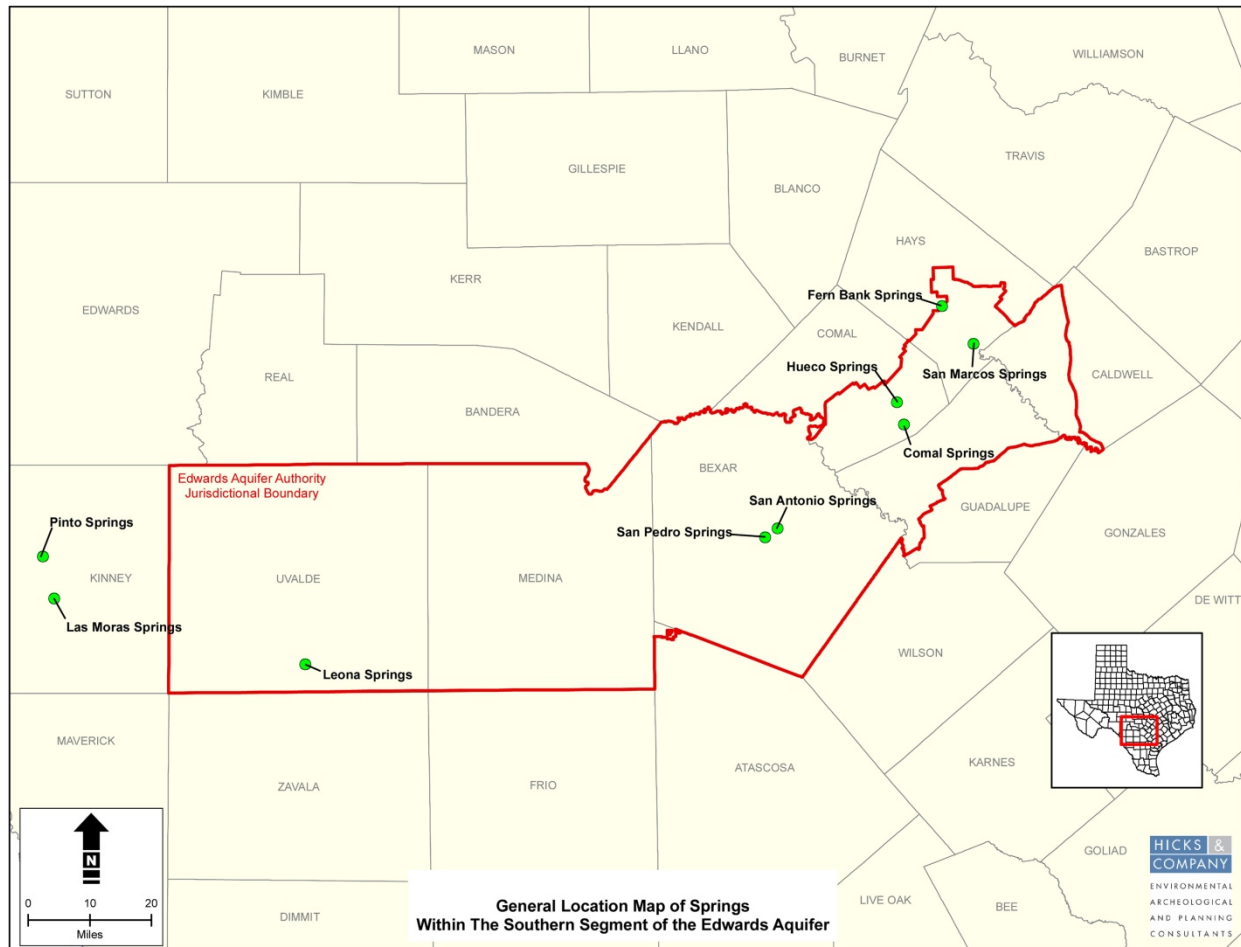 MASON
LLANO
BURNET
WILLIAMSON
SUTTON
KIMBLE
TRAVIS
GILLESPIE
BLANCO
HAYS
BASTROP
KERR
EDWARDS
Fern Bank Springs
KENDALL
COMAL
Hueco Springs
San Marcos Springs
CALDWELL
REAL
BANDERA
Comal Springs
BEXAR
Edwards Aquifer Authority
Jurisdictional Boundary
San Antonio Springs
GUADALUPE
GONZALES
Pinto Springs
San Pedro Springs
KINNEY
UVALDE
MEDINA
DE WITT
Las Moras Springs
WILSON
Leona Springs
MAVERICK
ATASCOSA
KARNES
ZAVALA
FRIO
N
0 10 20
Miles
GOLIAD
HICKS &
COMPANY
ENVIRONMENTAL
ARCHEOLOGICAL
AND PLANNING
CONSULTANTS
LIVE OAK
BEE
DIMMIT
General Location Map of Springs
Within The Southern Segment of the Edwards Aquifer